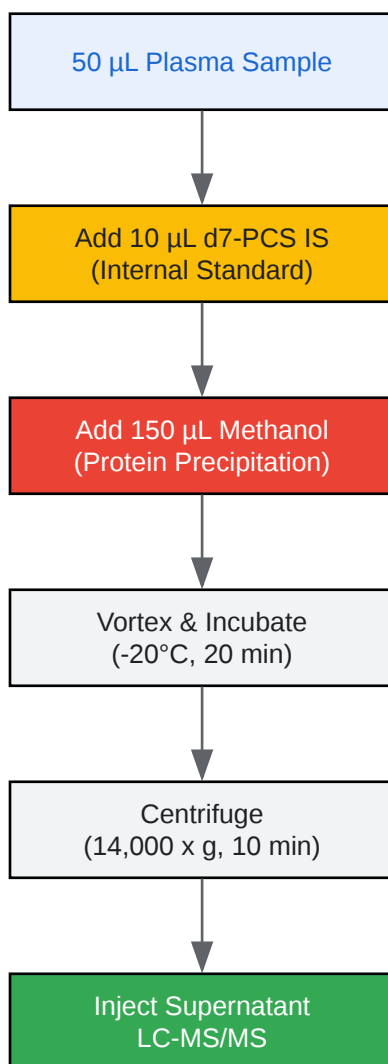 50 µL Plasma Sample
Add 10 µL d7-PCS IS
(Internal Standard)
Add 150 µL Methanol
(Protein Precipitation)
Vortex & Incubate
(-20°C, 20 min)
Centrifuge
(14,000 x g, 10 min)
Inject Supernatant
LC-MS/MS